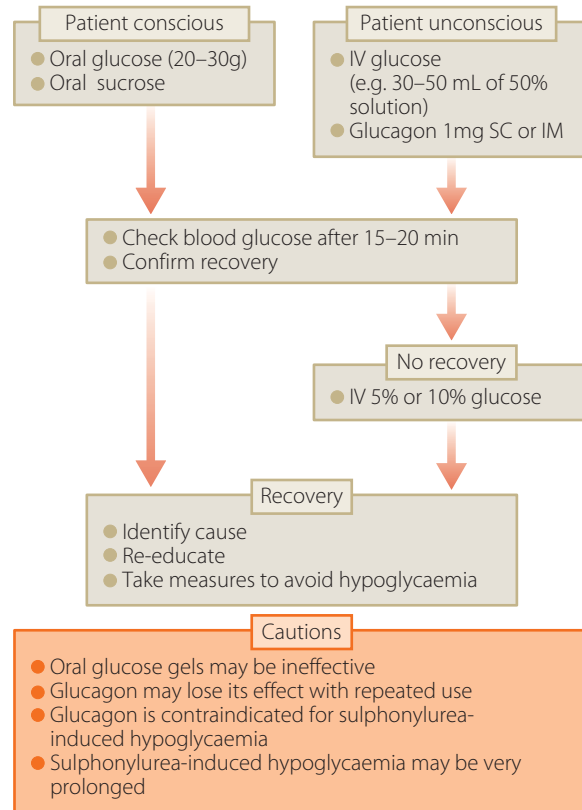 Patient conscious
Oral glucose (20–30g)
Oral sucrose
Patient unconscious
IV glucose
(e.g. 30–50 mL of 50%
solution)
Glucagon 1mg SC or IM
Check blood glucose after 15–20 min
Confirm recovery
No recovery
IV 5% or 10% glucose
Recovery
Identify cause
Re-educate
Take measures to avoid hypoglycaemia
Cautions
Oral glucose gels may be ineffective
Glucagon may lose its effect with repeated use
Glucagon is contraindicated for sulphonylurea-
induced hypoglycaemia
Sulphonylurea-induced hypoglycaemia may be very
prolonged